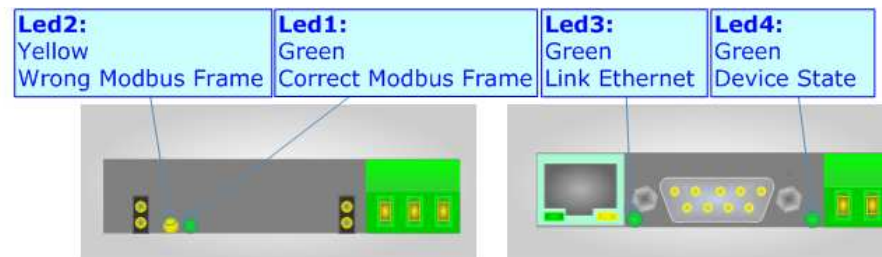 Led2:
Yellow
Wrong Modbus Frame
Led1:
Green
Correct Modbus Frame
Led3:
Green
Link Ethernet
Led4:
Green
Device State